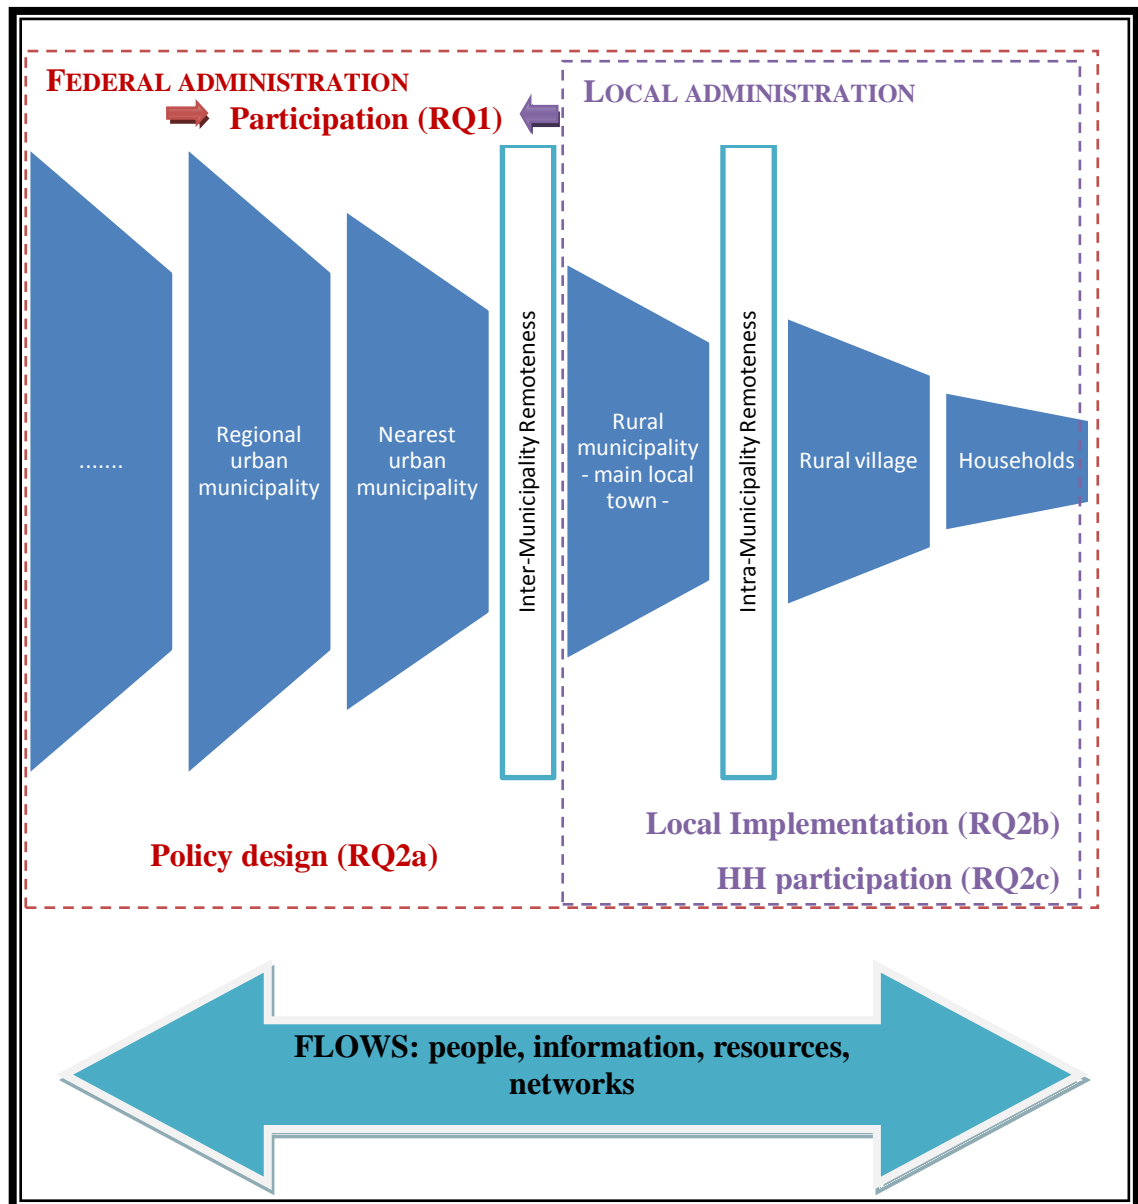 FEDERAL ADMINISTRATION
LOCAL ADMINISTRATION
Participation (RQ1)
.......
Regional
urban
municipality
Nearest
urban
municipality
Inter-Municipality Remoteness
Rural
municipality
- main local
town -
Intra-Municipality Remoteness
Rural village
Households
Local Implementation (RQ2b)
Policy design (RQ2a)
HH participation (RQ2c)
FLOWS: people, information, resources,
networks